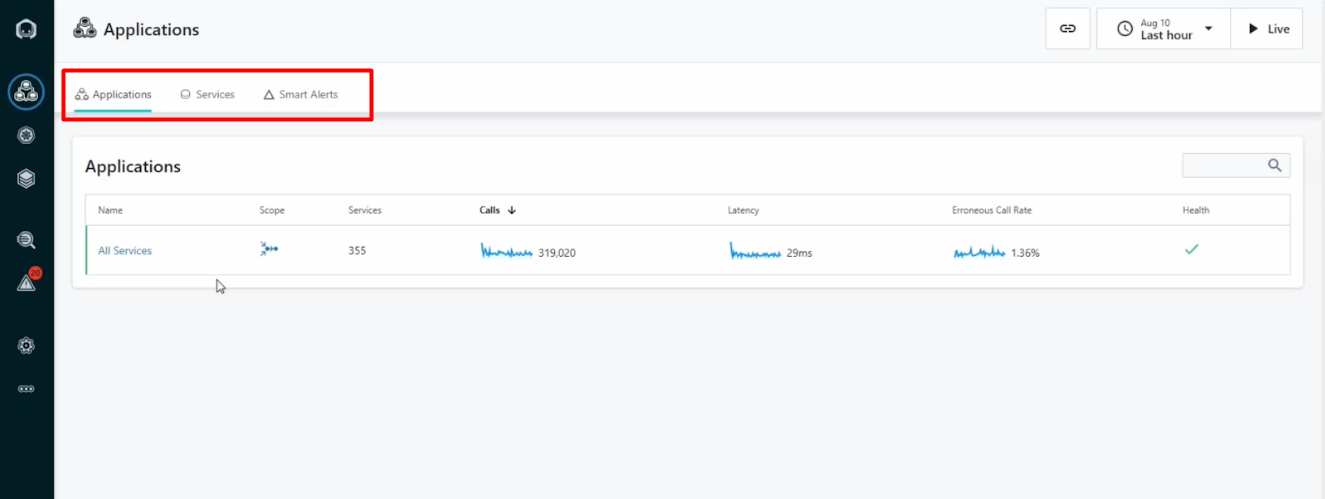 Applications
Aug 10
Last hour
Live
Applications Services Smart Alerts
Applications
Name Scope Services Calls Latency Erroneous Call Rate Health
All Services 355 319,020 29ms 1.36%
20